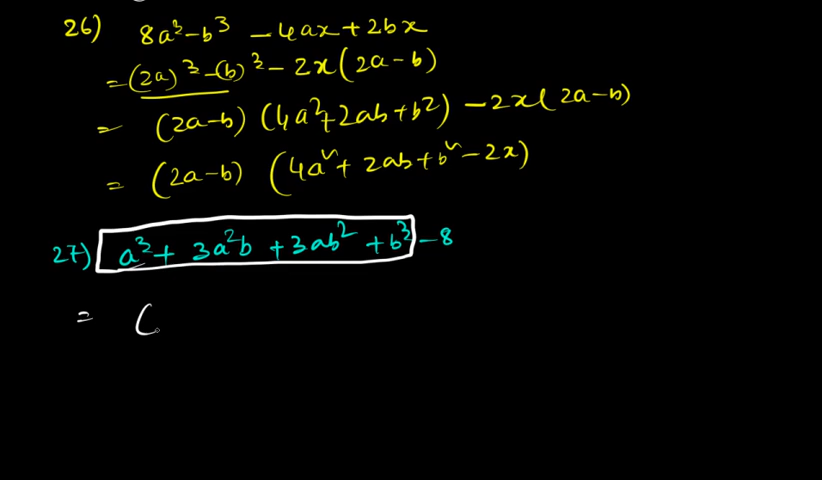 26) 8a³-b³ -4ax+2bx
=(2a)³-(b)³-2x(2a-b)
= (2a-b) (4a²+2ab+b²) -2x(2a-b)
= (2a-b) (4a²+2ab+b²-2x)
27) a³+3a²b+3ab²+b³-8
= (